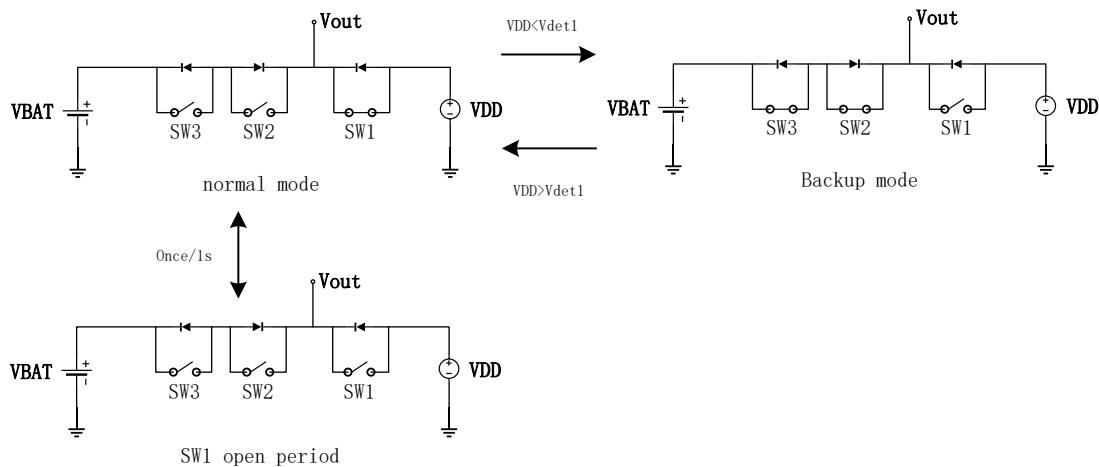 Vout
VBAT
+
-
SW3
SW2
SW1
+
-
VDD
normal mode
VDD<Vdet1
VDD>Vdet1
Vout
VBAT
+
-
SW3
SW2
SW1
+
-
VDD
Backup mode
Once/1s
Vout
VBAT
+
-
SW3
SW2
SW1
+
-
VDD
SW1 open period